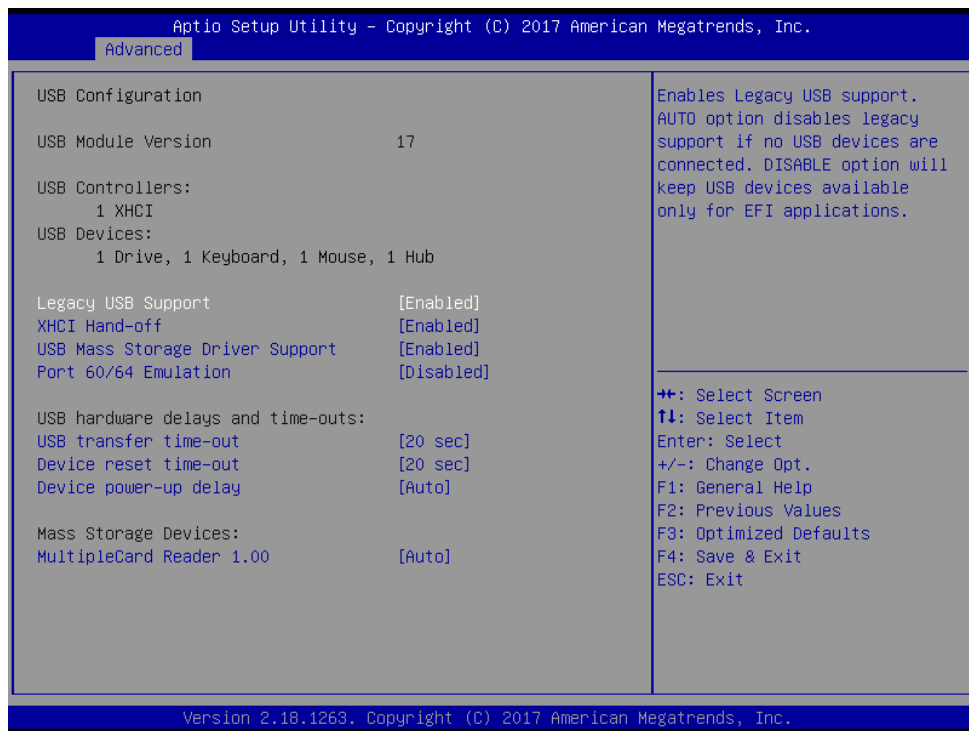 Aptio Setup Utility – Copyright (C) 2017 American Megatrends, Inc.
Advanced
USB Configuration
USB Module Version 17
USB Controllers:
1 XHCI
USB Devices:
1 Drive, 1 Keyboard, 1 Mouse, 1 Hub
Legacy USB Support [Enabled]
XHCI Hand-off [Enabled]
USB Mass Storage Driver Support [Enabled]
Port 60/64 Emulation [Disabled]
USB hardware delays and time-outs:
USB transfer time-out [20 sec]
Device reset time-out [20 sec]
Device power-up delay [Auto]
Mass Storage Devices:
MultipleCard Reader 1.00 [Auto]
Enables Legacy USB support.
AUTO option disables legacy
support if no USB devices are
connected. DISABLE option will
keep USB devices available
only for EFI applications.
→←: Select Screen
↑↓: Select Item
Enter: Select
+/-: Change Opt.
F1: General Help
F2: Previous Values
F3: Optimized Defaults
F4: Save & Exit
ESC: Exit
Version 2.18.1263. Copyright (C) 2017 American Megatrends, Inc.